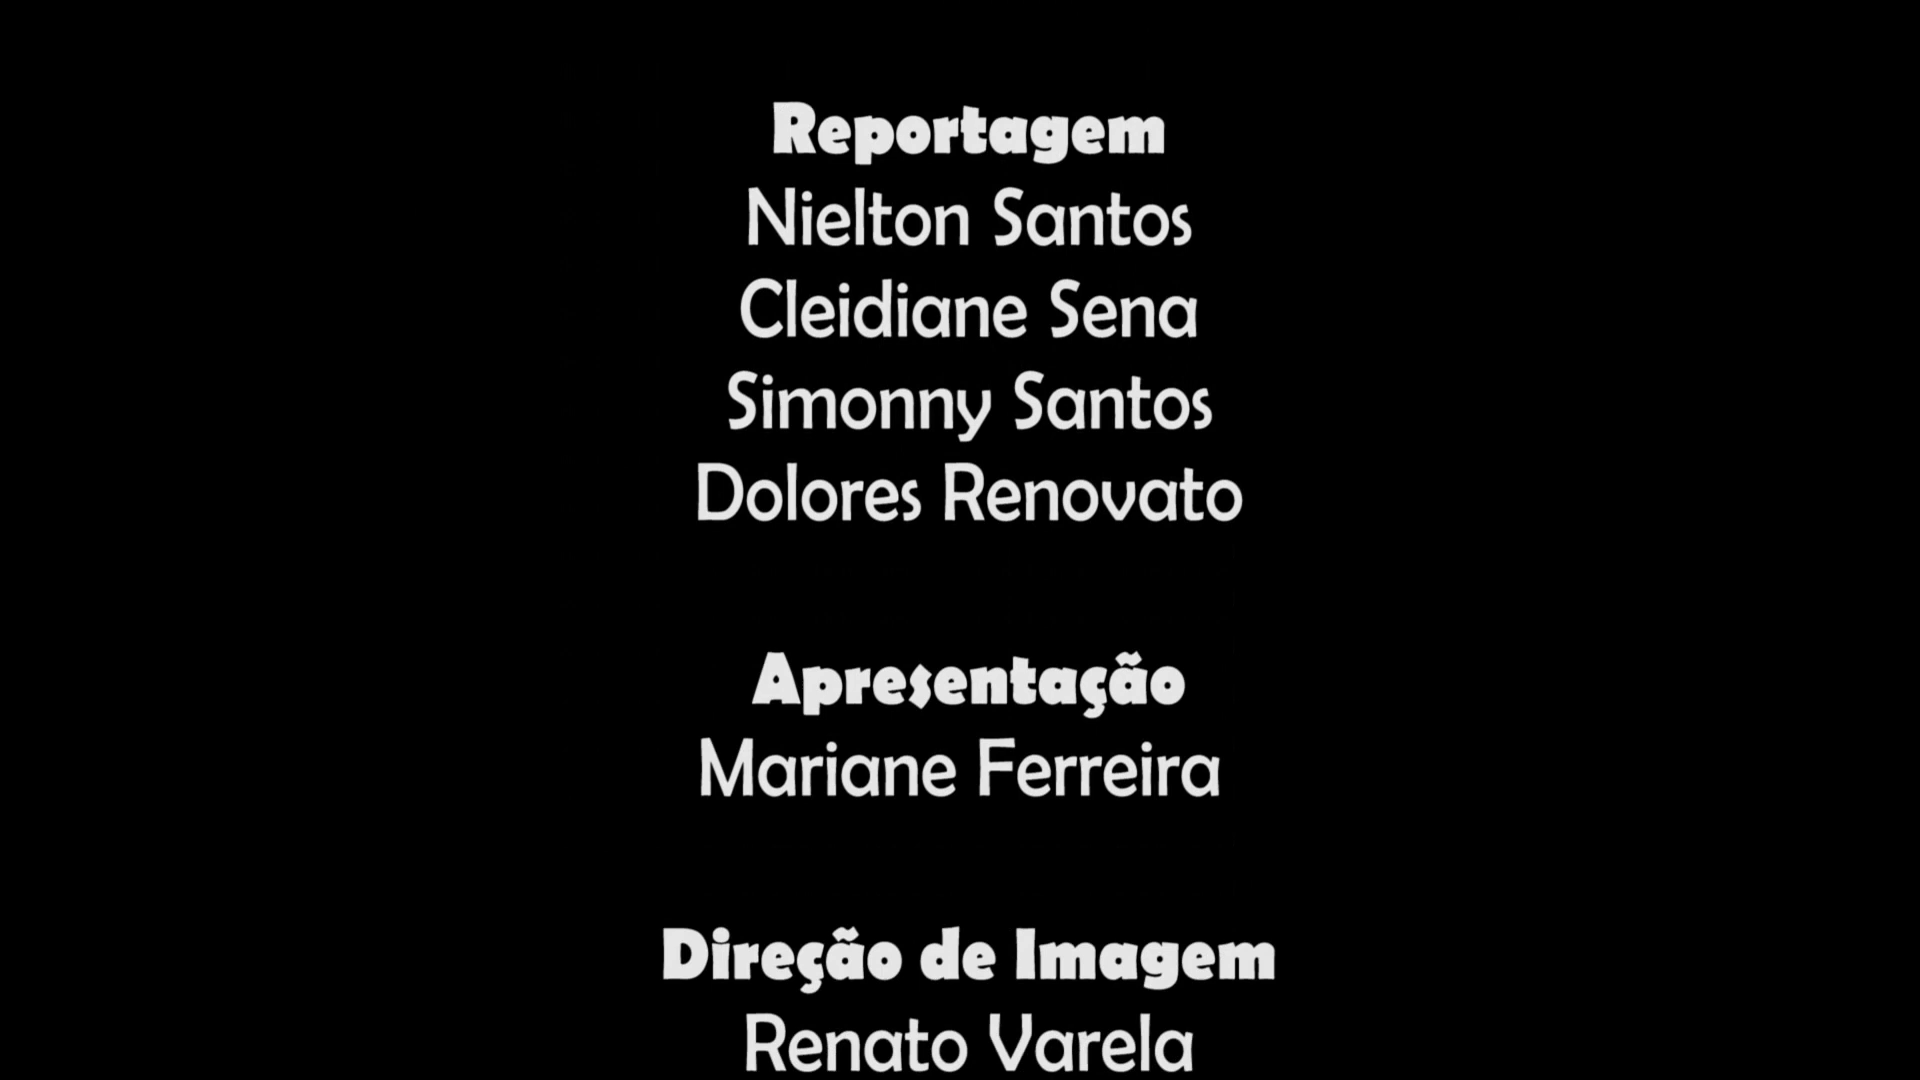 Reportagem
Nielton Santos
Cleidiane Sena
Simonny Santos
Dolores Renovato
Apresentação
Mariane Ferreira
Direção de Imagem
Renato Varela